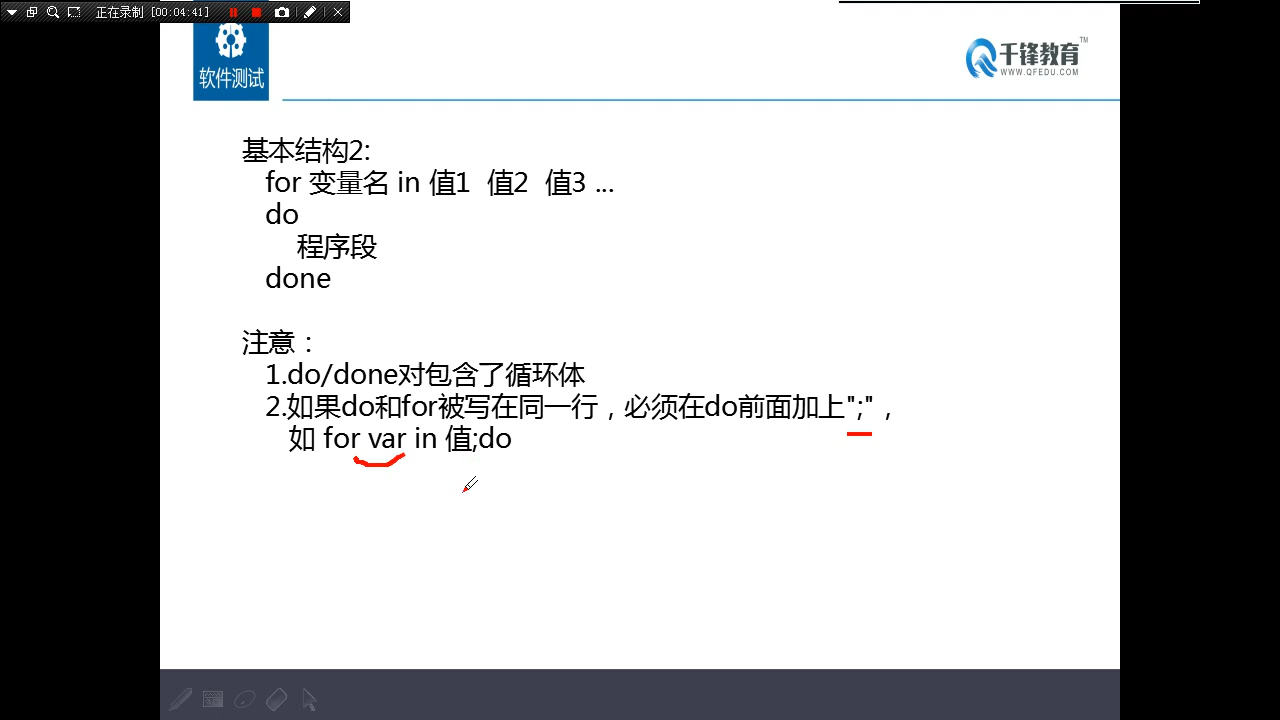 正在录制 [00:04:41]
软件测试
千锋教育 TM
WWW.QFEDU.COM
基本结构2:
for 变量名 in 值1 值2 值3 ...
do
程序段
done
注意：
1.do/done对包含了循环体
2.如果do和for被写在同一行，必须在do前面加上";"，
如 for var in 值;do